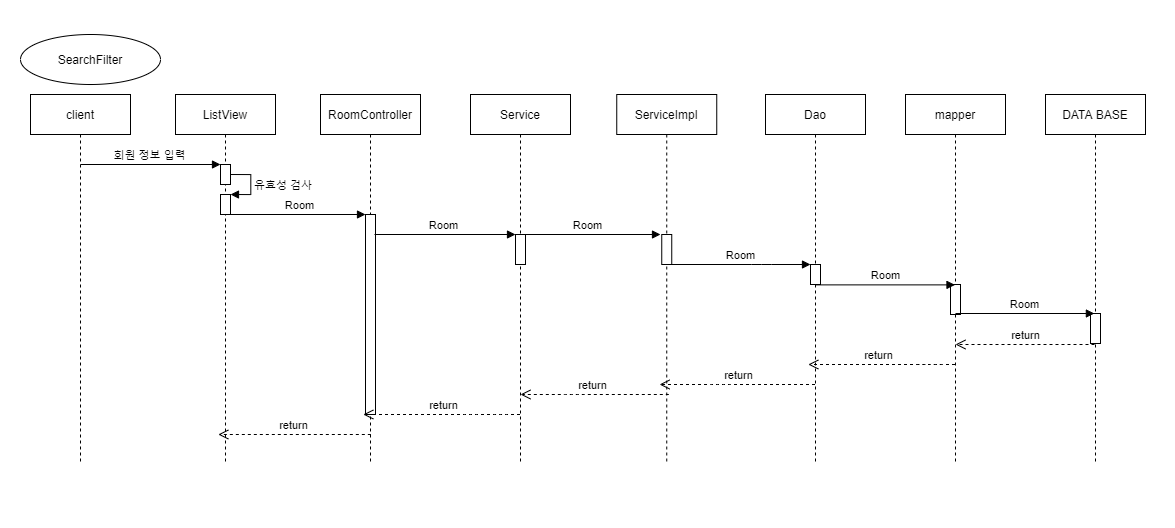 SearchFilter
client
ListView
RoomController
Service
ServiceImpl
Dao
mapper
DATA BASE
회원 정보 입력
유효성 검사
Room
Room
Room
Room
Room
Room
return
return
return
return
return
return